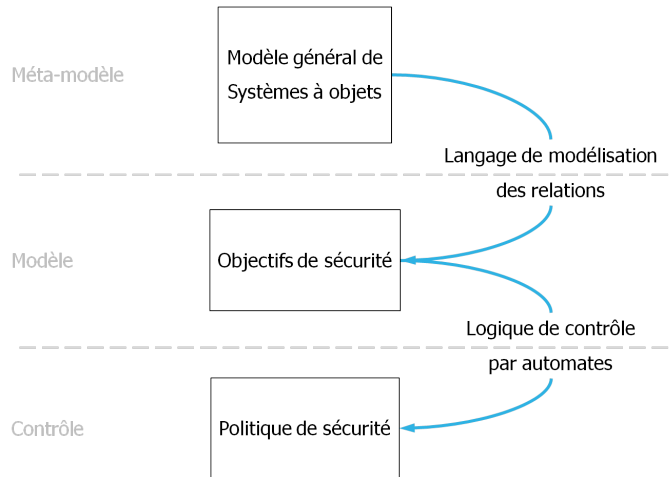 Modèle général de
Systèmes à objets
Méta-modèle
Langage de modélisation
des relations
Modèle
Objectifs de sécurité
Logique de contrôle
par automates
Contrôle
Politique de sécurité